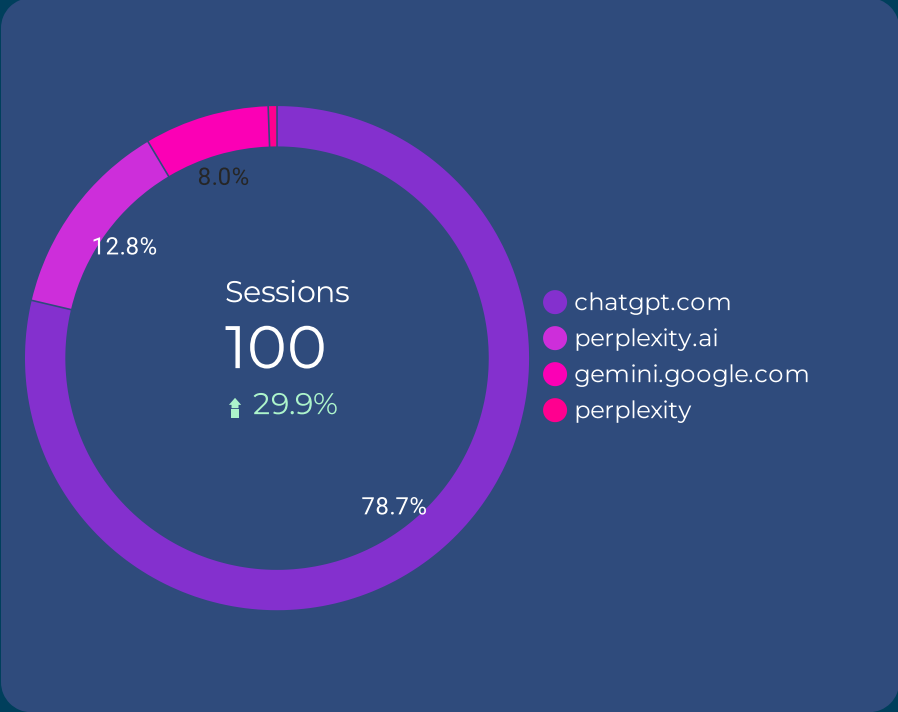 8.0%
12.8%
Sessions
100
29.9%
78.7%
chatgpt.com
perplexity.ai
gemini.google.com
perplexity